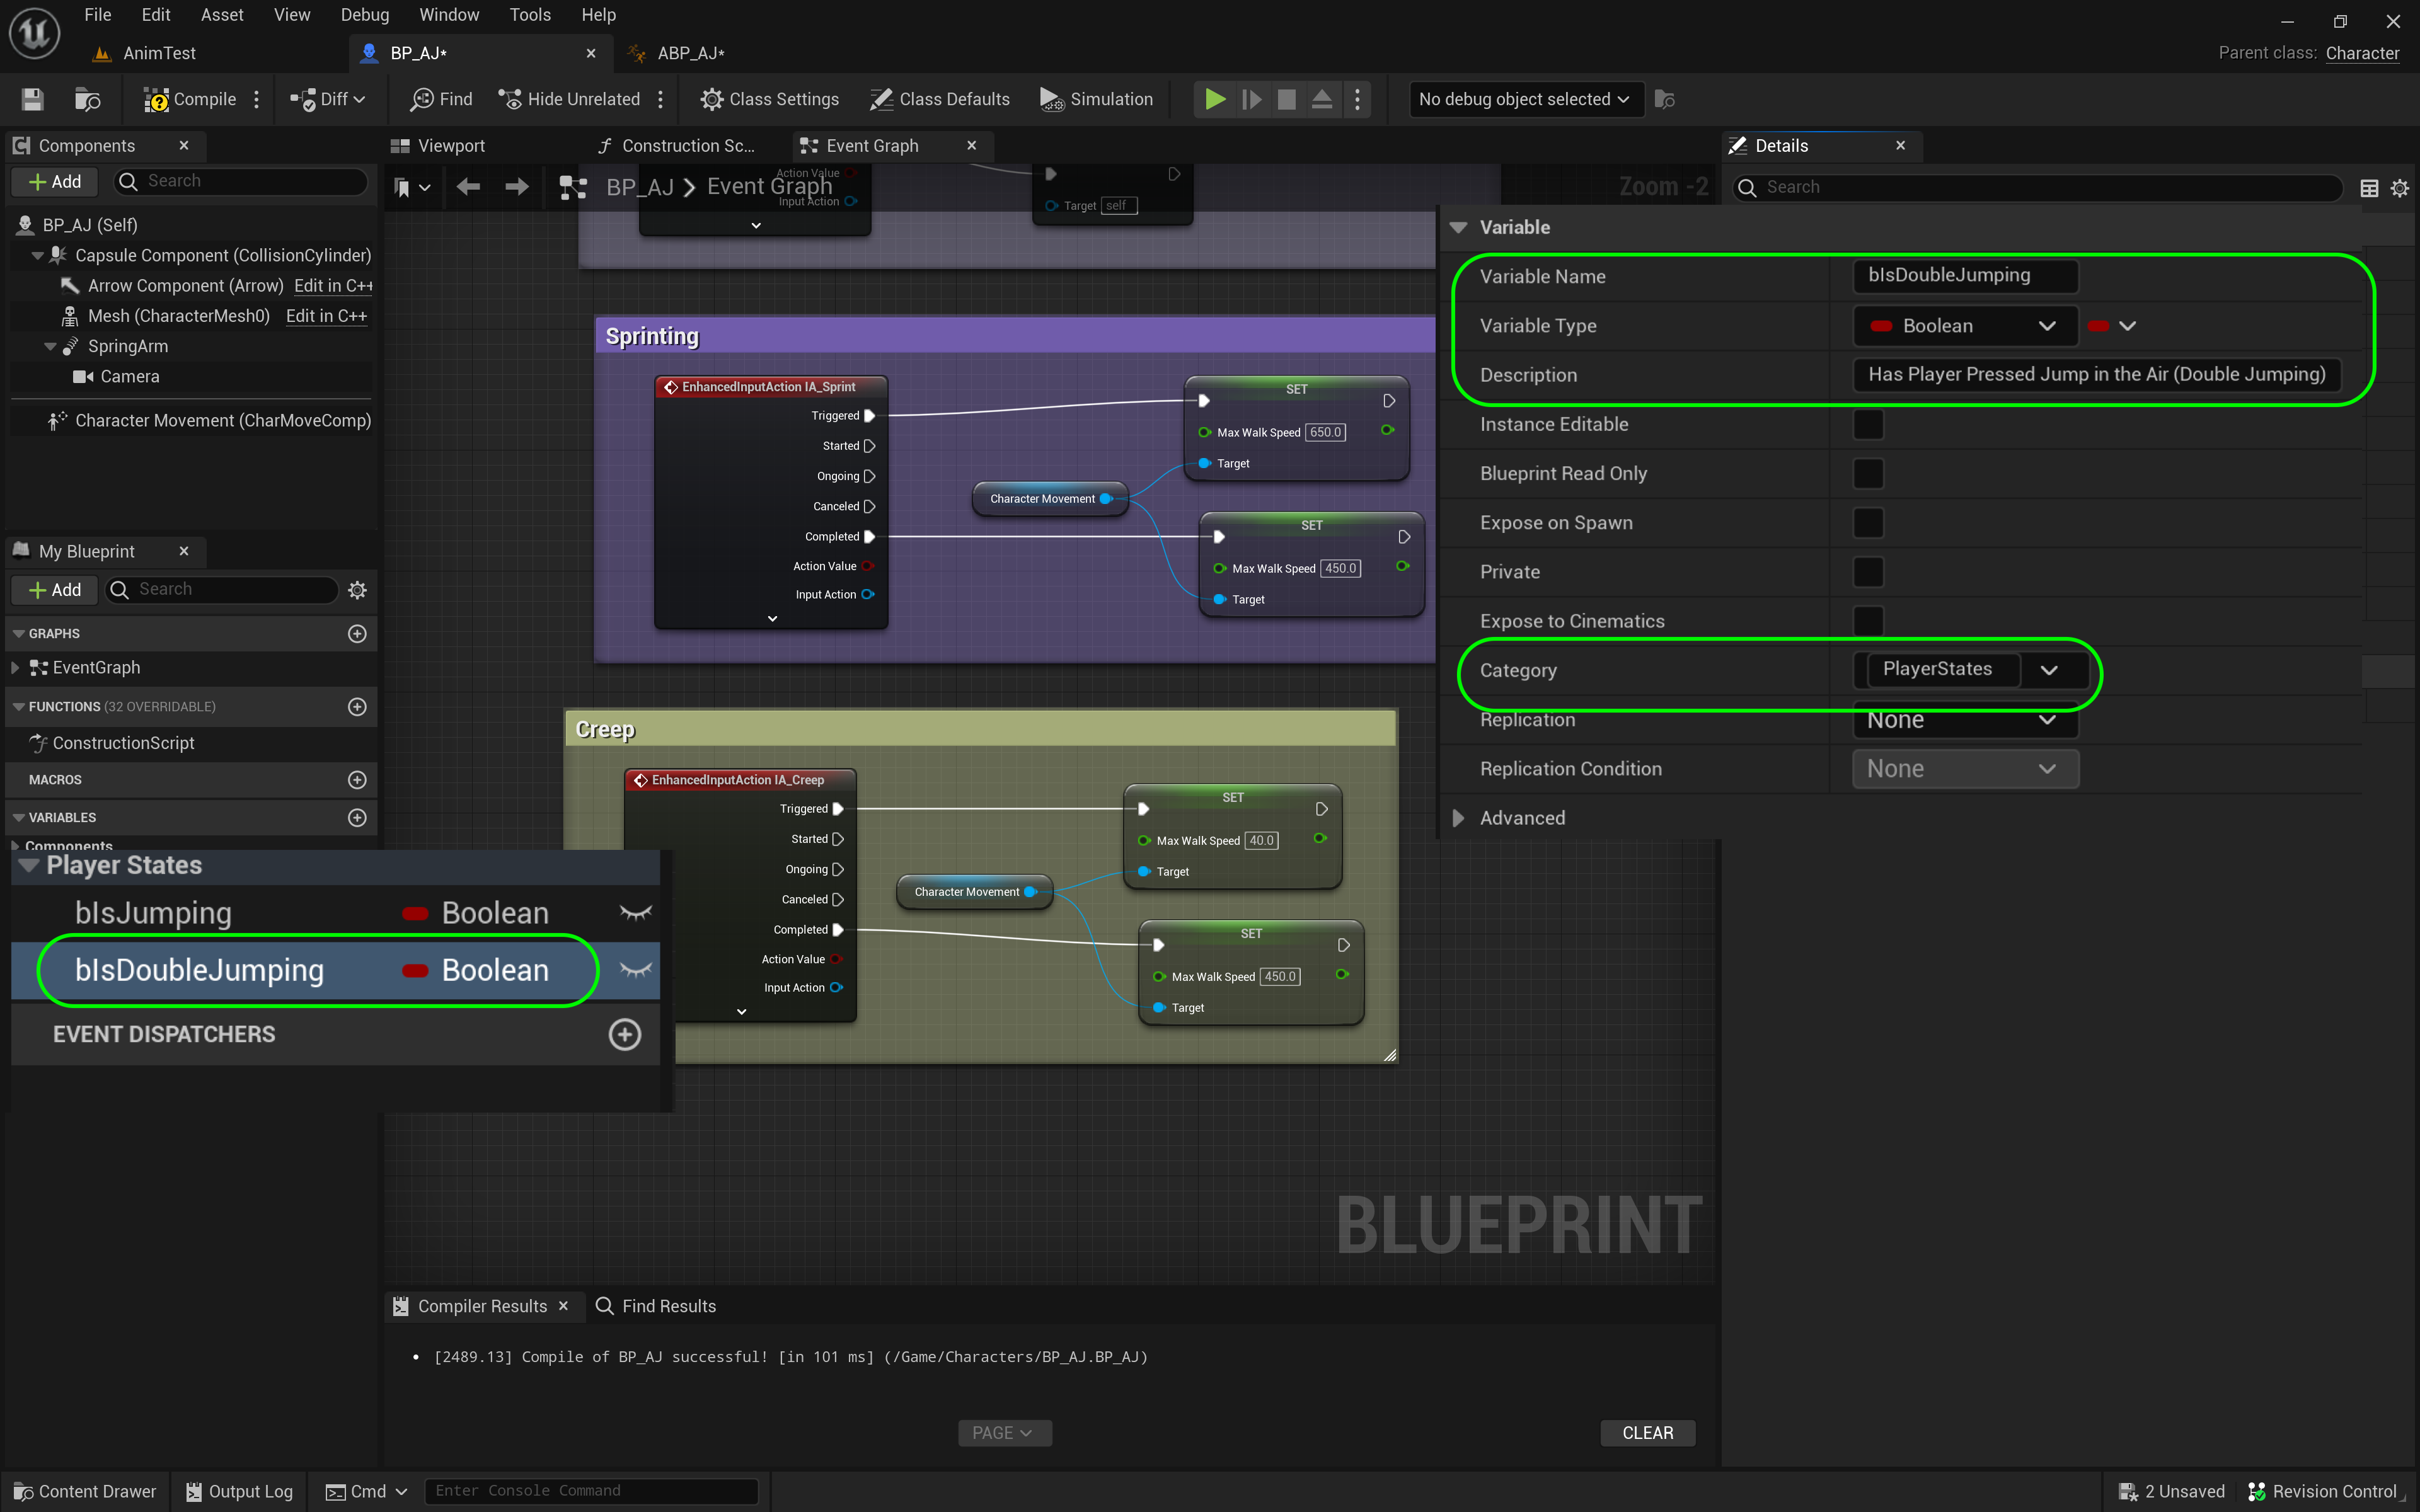 File Edit Asset View Debug Window Tools Help
AnimTest BP_AJ* ABP_AJ* Parent class: Character
Compile Diff Find Hide Unrelated Class Settings Class Defaults Simulation No debug object selected
Components
Add Search
BP_AJ (Self)
Capsule Component (CollisionCylinder)
Arrow Component (Arrow) Edit in C++
Mesh (CharacterMesh0) Edit in C++
SpringArm
Camera
Character Movement (CharMoveComp)
My Blueprint
Add Search
GRAPHS
EventGraph
FUNCTIONS (32 OVERRIDABLE)
ConstructionScript
MACROS
VARIABLES
Components
Player States
bIsJumping Boolean
bIsDoubleJumping Boolean
EVENT DISPATCHERS
Viewport Construction Sc... Event Graph
BP_AJ > Event Graph Zoom -2
Action Value
Input Action
Target self
Sprinting
EnhancedInputAction IA_Sprint
Triggered
Started
Ongoing
Canceled
Completed
Action Value
Input Action
Character Movement
SET
Max Walk Speed 650.0
Target
SET
Max Walk Speed 450.0
Target
Creep
EnhancedInputAction IA_Creep
Triggered
Started
Ongoing
Canceled
Completed
Action Value
Input Action
Character Movement
SET
Max Walk Speed 40.0
Target
SET
Max Walk Speed 450.0
Target
BLUEPRINT
Details
Search
Variable
Variable Name bIsDoubleJumping
Variable Type Boolean
Description Has Player Pressed Jump in the Air (Double Jumping)
Instance Editable
Blueprint Read Only
Expose on Spawn
Private
Expose to Cinematics
Category PlayerStates
Replication None
Replication Condition None
Advanced
Compiler Results Find Results
[2489.13] Compile of BP_AJ successful! [in 101 ms] (/Game/Characters/BP_AJ.BP_AJ)
PAGE CLEAR
Content Drawer Output Log Cmd Enter Console Command 2 Unsaved Revision Control